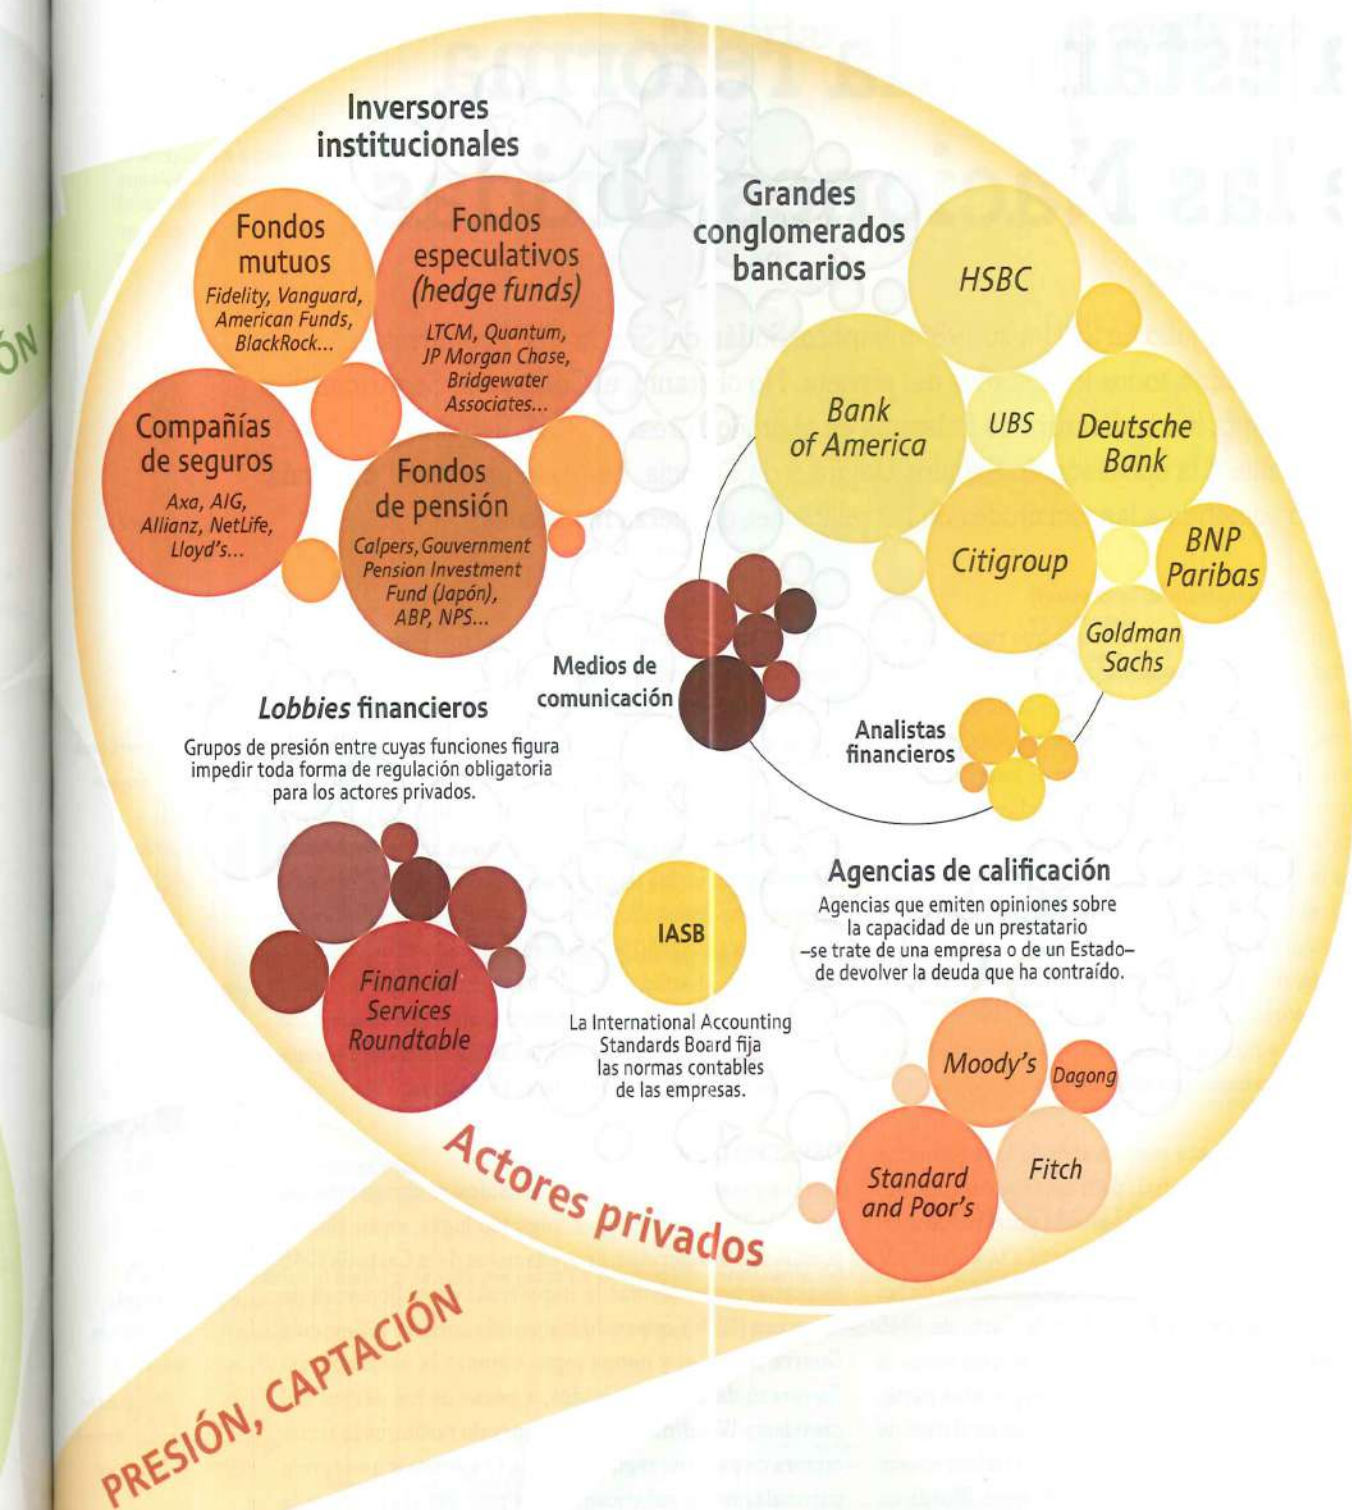 Inversores
institucionales
Fondos
mutuos
Fidelity, Vanguard,
American Funds,
BlackRock...
Fondos
especulativos
(hedge funds)
LTCM, Quantum,
JP Morgan Chase,
Bridgewater
Associates...
Compañías
de seguros
Axa, AIG,
Allianz, NetLife,
Lloyd's...
Fondos
de pensión
Calpers, Gouvernment
Pension Investment
Fund (Japón),
ABP, NPS...
Grandes
conglomerados
bancarios
HSBC
Bank
of America
UBS
Deutsche
Bank
Citigroup
BNP
Paribas
Goldman
Sachs
Medios de
comunicación
Analistas
financieros
Lobbies financieros
Grupos de presión entre cuyas funciones figura
impedir toda forma de regulación obligatoria
para los actores privados.
Financial
Services
Roundtable
IASB
La International Accounting
Standards Board fija
las normas contables
de las empresas.
Agencias de calificación
Agencias que emiten opiniones sobre
la capacidad de un prestatario
–se trate de una empresa o de un Estado–
de devolver la deuda que ha contraído.
Moody's
Dagong
Standard
and Poor's
Fitch
Actores privados
PRESIÓN, CAPTACIÓN
ÓN